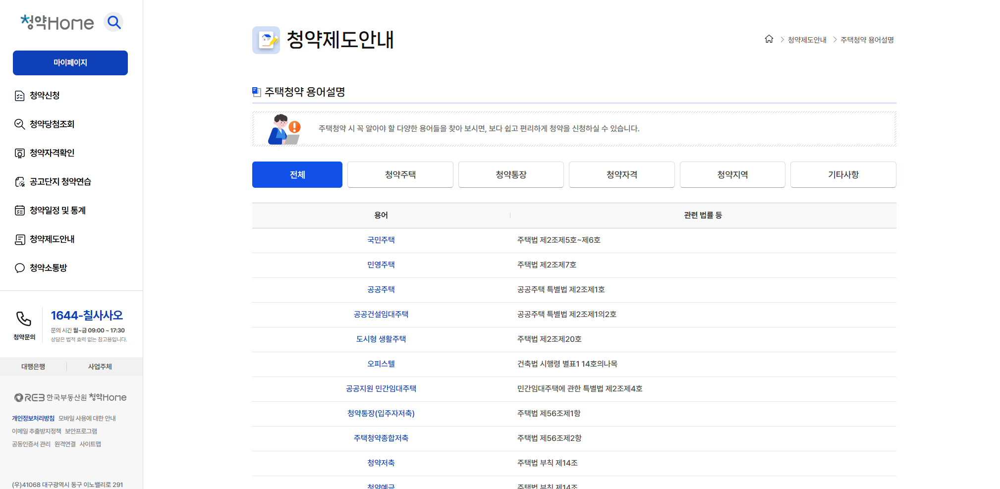 청약Home
마이페이지
청약신청
청약당첨조회
청약자격확인
공고단지 청약연습
청약일정 및 통계
청약제도안내
청약소통방
청약문의
1644-칠사사오
문의 시간 월~금 09:00 ~ 17:30
상담은 법적 효력 없는 참고용입니다.
대행은행 사업주체
REB 한국부동산원 청약Home
개인정보처리방침 모바일 사용에 대한 안내
이메일 추출방지정책 보안프로그램
공동인증서 관리 원격연결 사이트맵
(우)41068 대구광역시 동구 이노밸리로 291
청약제도안내
청약제도안내 주택청약 용어설명
주택청약 용어설명
주택청약 시 꼭 알아야 할 다양한 용어들을 찾아 보시면, 보다 쉽고 편리하게 청약을 신청하실 수 있습니다.
전체 청약주택 청약통장 청약자격 청약지역 기타사항
용어 관련 법률 등
국민주택 주택법 제2조제5호~제6호
민영주택 주택법 제2조제7호
공공주택 공공주택 특별법 제2조제1호
공공건설임대주택 공공주택 특별법 제2조제1의2호
도시형 생활주택 주택법 제2조제20호
오피스텔 건축법 시행령 별표1 14호의나목
공공지원 민간임대주택 민간임대주택에 관한 특별법 제2조제4호
청약통장(입주자저축) 주택법 제56조제1항
주택청약종합저축 주택법 제56조제2항
청약저축 주택법 부칙 제14조
청약예금 주택법 부칙 제14조